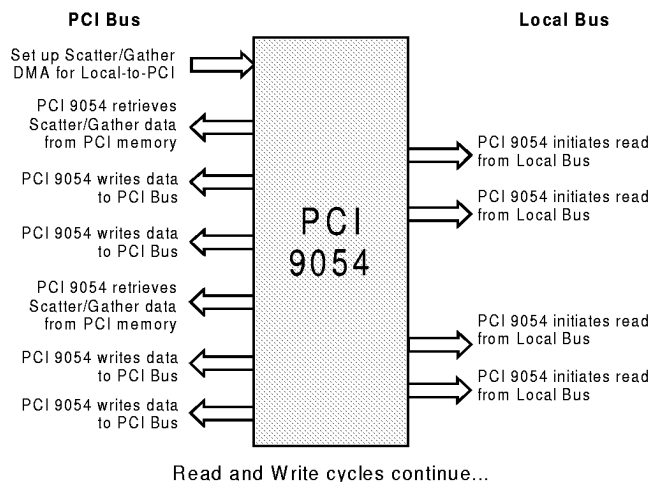 PCI Bus
Local Bus
Set up Scatter/Gather
DMA for Local-to-PCI
PCI 9054 retrieves
Scatter/Gather data
from PCI memory
PCI 9054 writes data
to PCI Bus
PCI 9054 writes data
to PCI Bus
PCI 9054 retrieves
Scatter/Gather data
from PCI memory
PCI 9054 writes data
to PCI Bus
PCI 9054 writes data
to PCI Bus
PCI
9054
PCI 9054 initiates read
from Local Bus
PCI 9054 initiates read
from Local Bus
PCI 9054 initiates read
from Local Bus
PCI 9054 initiates read
from Local Bus
Read and Write cycles continue...